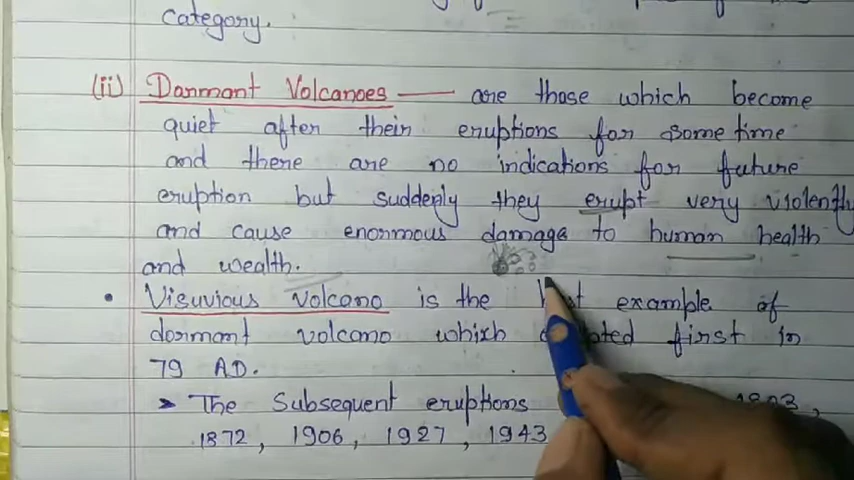 category.
(ii) Dormant Volcanoes — are those which become
quiet after their eruptions for some time
and there are no indications for future
eruption but suddenly they erupt very violently
and cause enormous damage to human health
and wealth.
• Visuvious volcano is the example of
dormant volcano which first in
79 AD.
➤ The Subsequent eruptions
1872, 1906, 1927, 1943